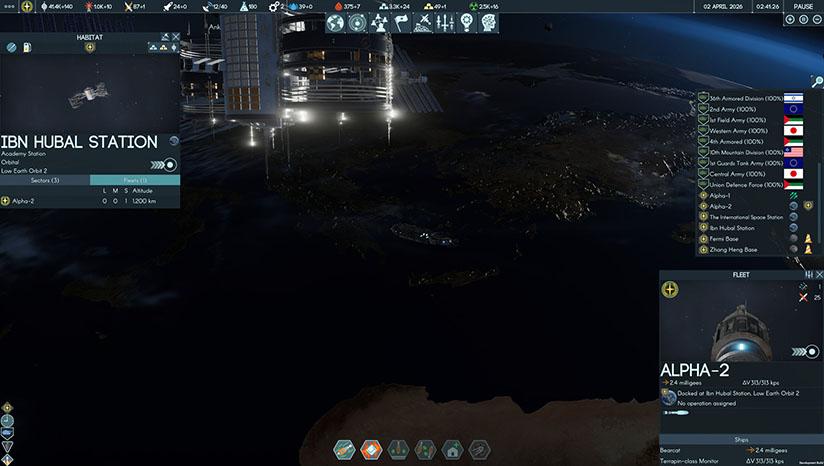 41.4K+140
10K+10
87+1
24+0
12/40
180
2
39+0
375+7
3.3K+24
49+1
2.5K+16
02 APRIL 2026
02:41:26
PAUSE
HABITAT
Ank
IBN HUBAL STATION
Academy Station
Orbital
Low Earth Orbit 2
Sectors (3)
Fleets (1)
L M S Altitude
Alpha-2 0 0 1 1,200 km
36th Armored Division (100%)
2nd Army (100%)
1st Field Army (100%)
Western Army (100%)
4th Armored (100%)
10th Mountain Division (100%)
1st Guards Tank Army (100%)
Central Army (100%)
Union Defense Force (100%)
Alpha-1
Alpha-2
The International Space Station
Ibn Hubal Station
Fermi Base
Zhang Heng Base
FLEET
1
25
ALPHA-2
2.4 milligees
ΔV 313/313 kps
Docked at Ibn Hubal Station, Low Earth Orbit 2
No operation assigned
Ships
Bearcat 2.4 milligees
Terrapin-class Monitor ΔV 313/313 kps
Development Build